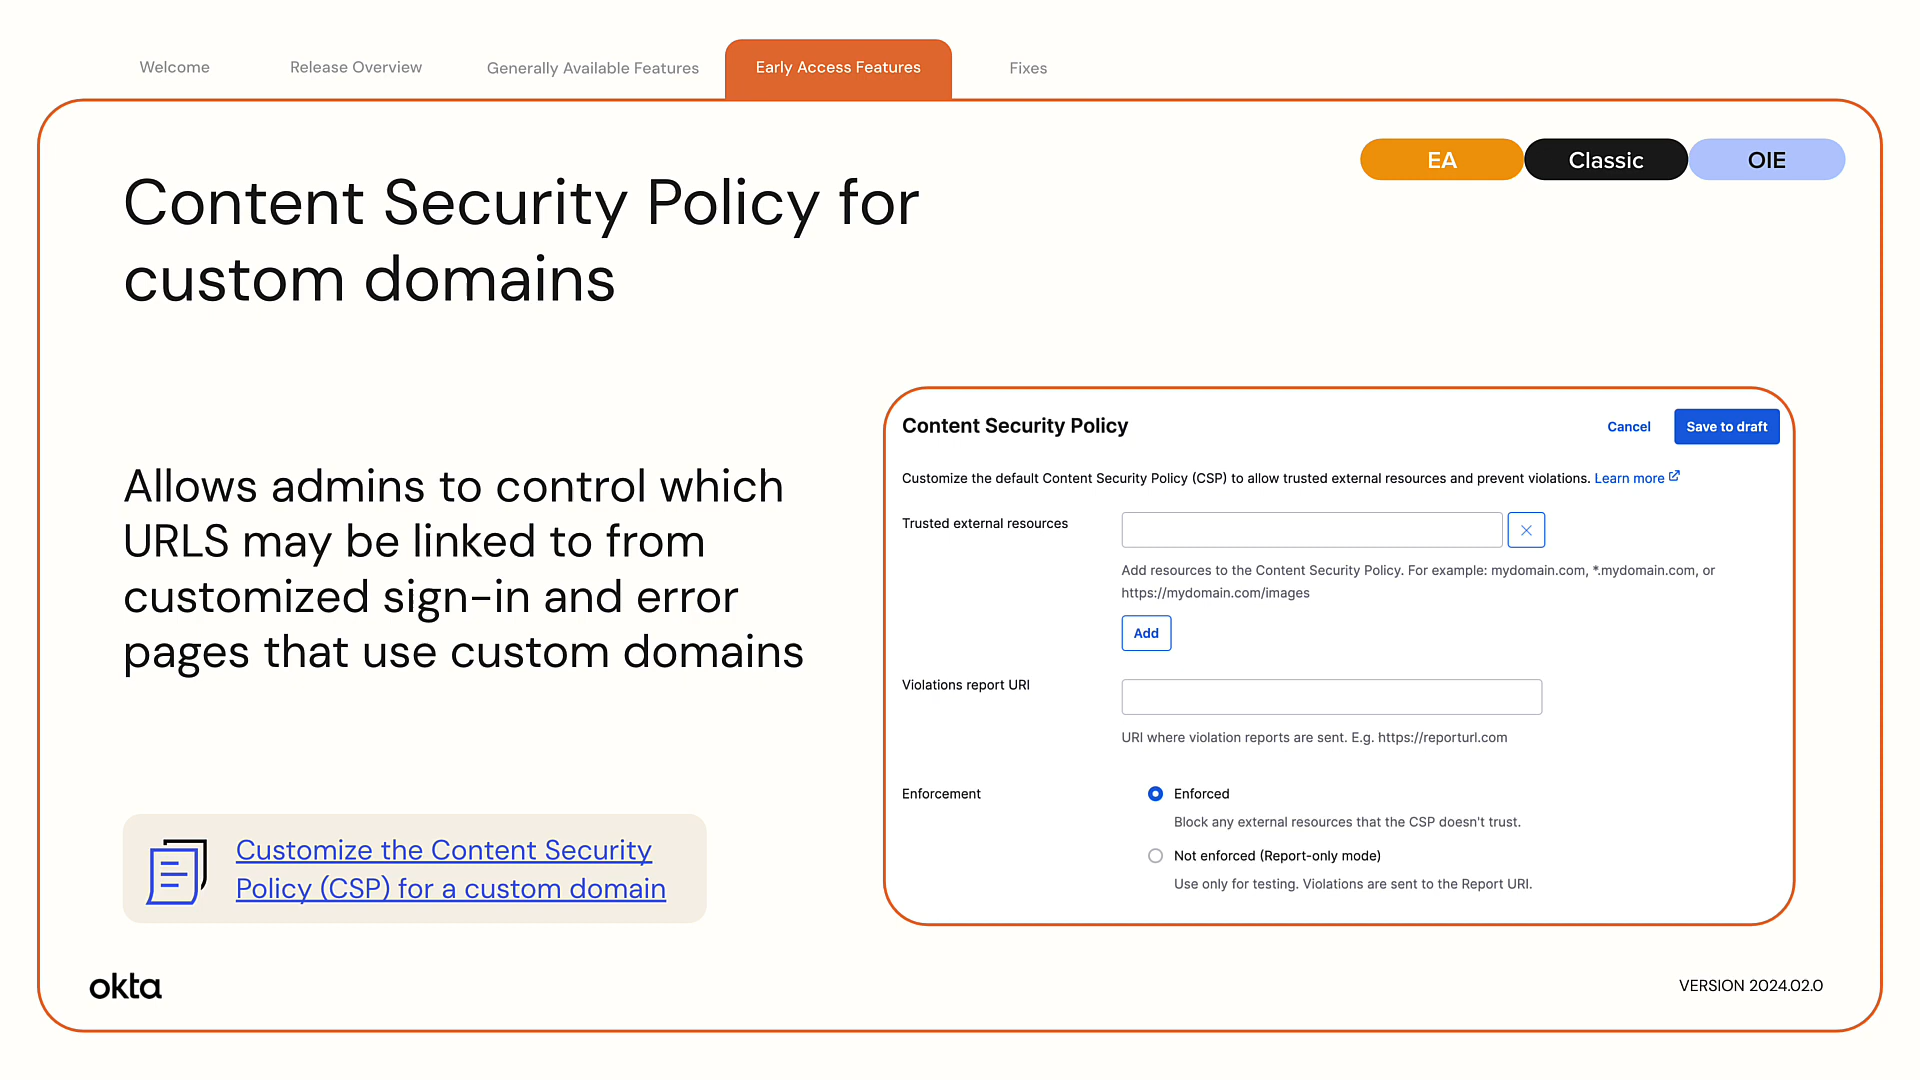 Welcome
Release Overview
Generally Available Features
Early Access Features
Fixes
EA
Classic
OIE
Content Security Policy for
custom domains
Allows admins to control which
URLS may be linked to from
customized sign-in and error
pages that use custom domains
Customize the Content Security
Policy (CSP) for a custom domain
Content Security Policy
Cancel
Save to draft
Customize the default Content Security Policy (CSP) to allow trusted external resources and prevent violations. Learn more
Trusted external resources
Add resources to the Content Security Policy. For example: mydomain.com, *.mydomain.com, or
https://mydomain.com/images
Add
Violations report URI
URI where violation reports are sent. E.g. https://reporturl.com
Enforcement
Enforced
Block any external resources that the CSP doesn't trust.
Not enforced (Report-only mode)
Use only for testing. Violations are sent to the Report URI.
okta
VERSION 2024.02.0